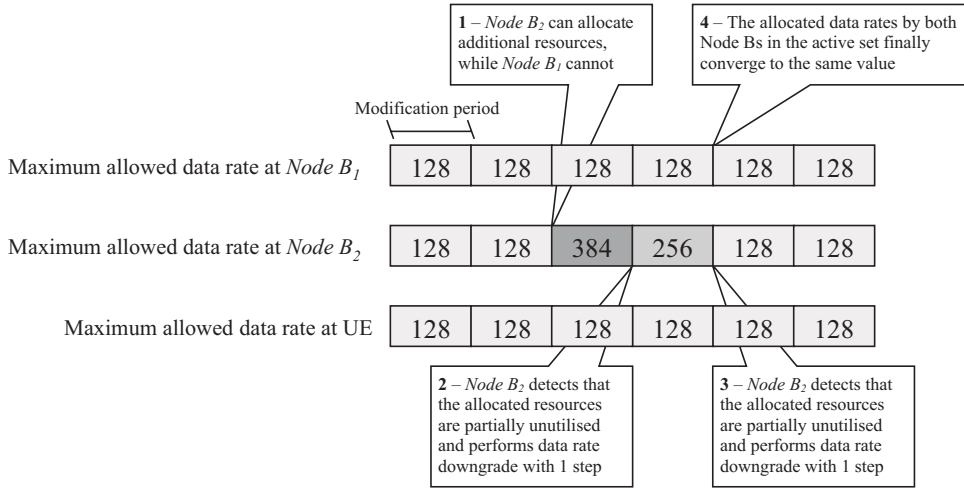 1 – Node B2 can allocate
additional resources,
while Node B1 cannot
4 – The allocated data rates by both
Node Bs in the active set finally
converge to the same value
Modification period
Maximum allowed data rate at Node B1
128 128 128 128 128 128
Maximum allowed data rate at Node B2
128 128 384 256 128 128
Maximum allowed data rate at UE
128 128 128 128 128 128
2 – Node B2 detects that
the allocated resources
are partially unutilised
and performs data rate
downgrade with 1 step
3 – Node B2 detects that
the allocated resources
are partially unutilised
and performs data rate
downgrade with 1 step